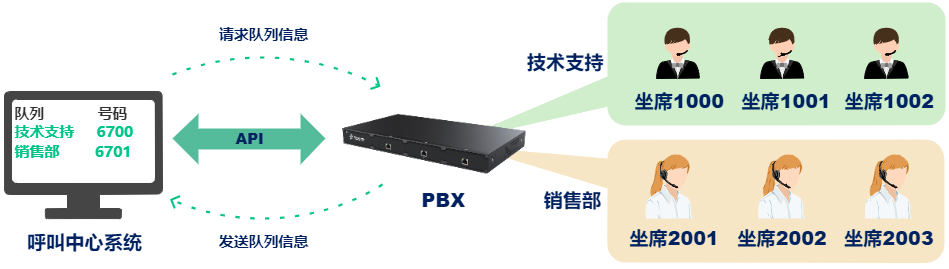 请求队列信息
队列 号码
技术支持 6700
销售部 6701
呼叫中心系统
API
发送队列信息
PBX
技术支持
坐席1000 坐席1001 坐席1002
销售部
坐席2001 坐席2002 坐席2003